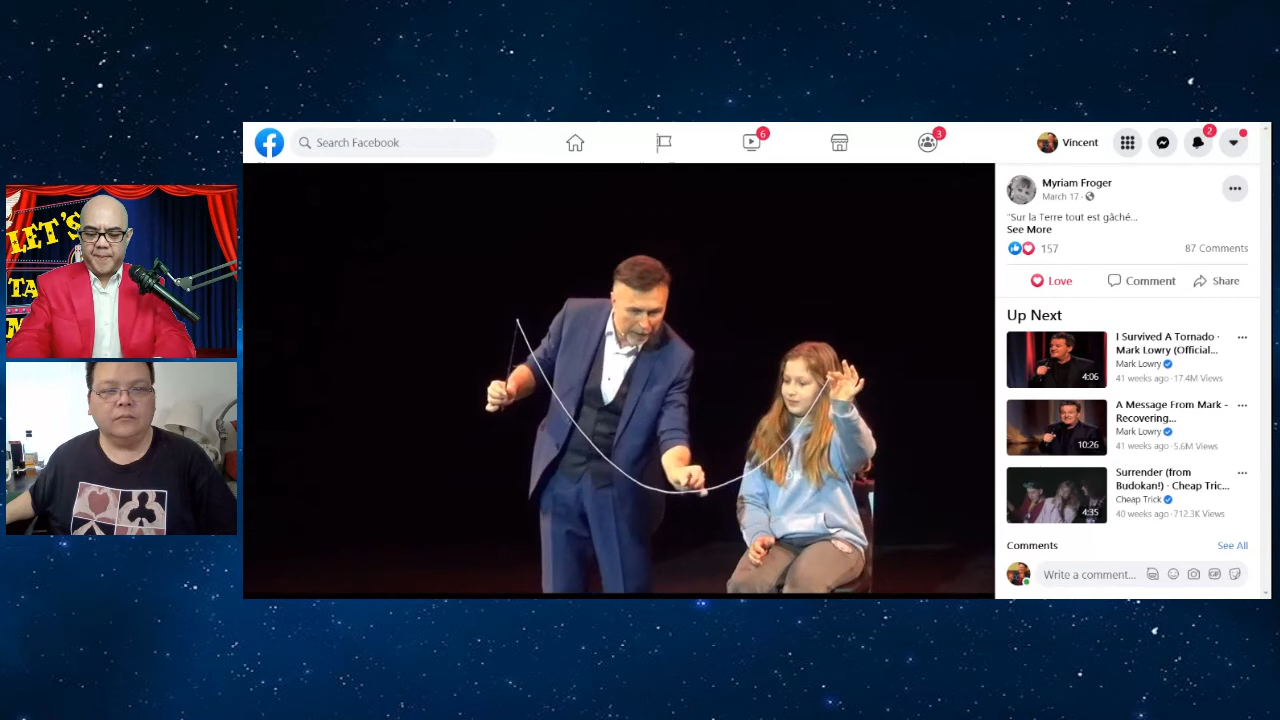 LET'S
TA
Search Facebook
6
3
Vincent
2
Myriam Froger
March 17 ·
"Sur la Terre tout est gâché...
See More
157
87 Comments
Love
Comment
Share
Up Next
I Survived A Tornado ·
Mark Lowry (Official...
Mark Lowry
41 weeks ago · 17.4M Views
4:06
A Message From Mark -
Recovering...
Mark Lowry
41 weeks ago · 5.6M Views
10:26
Surrender (from
Budokan!) · Cheap Tric...
Cheap Trick
40 weeks ago · 712.3K Views
4:35
Comments
See All
Write a comment...
GIF